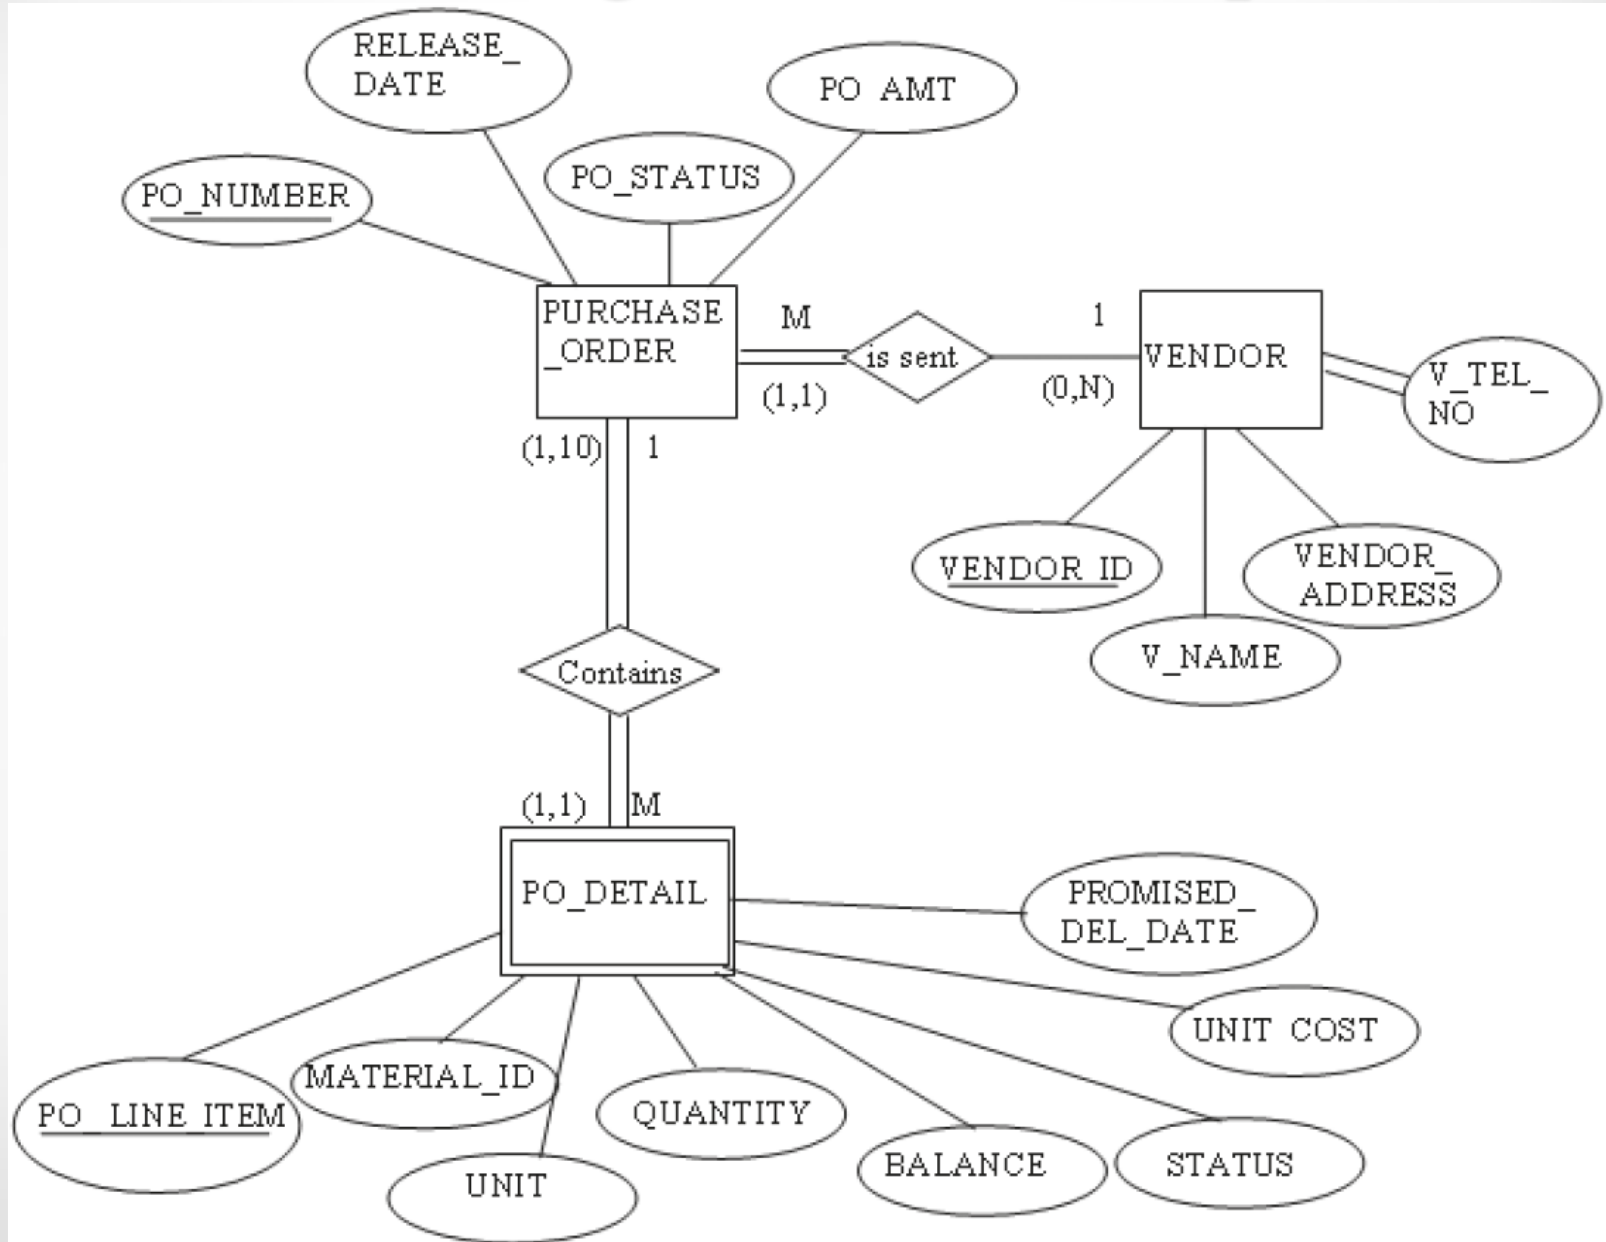 RELEASE_
DATE
PO AMT
PO_STATUS
PO_NUMBER
PURCHASE
_ORDER
M
is sent
1
VENDOR
V_TEL_
NO
(1,1)
(0,N)
(1,10)
1
VENDOR ID
VENDOR_
ADDRESS
V_NAME
Contains
(1,1)
M
PO_DETAIL
PROMISED_
DEL_DATE
UNIT COST
MATERIAL_ID
PO_ LINE ITEM
QUANTITY
UNIT
BALANCE
STATUS